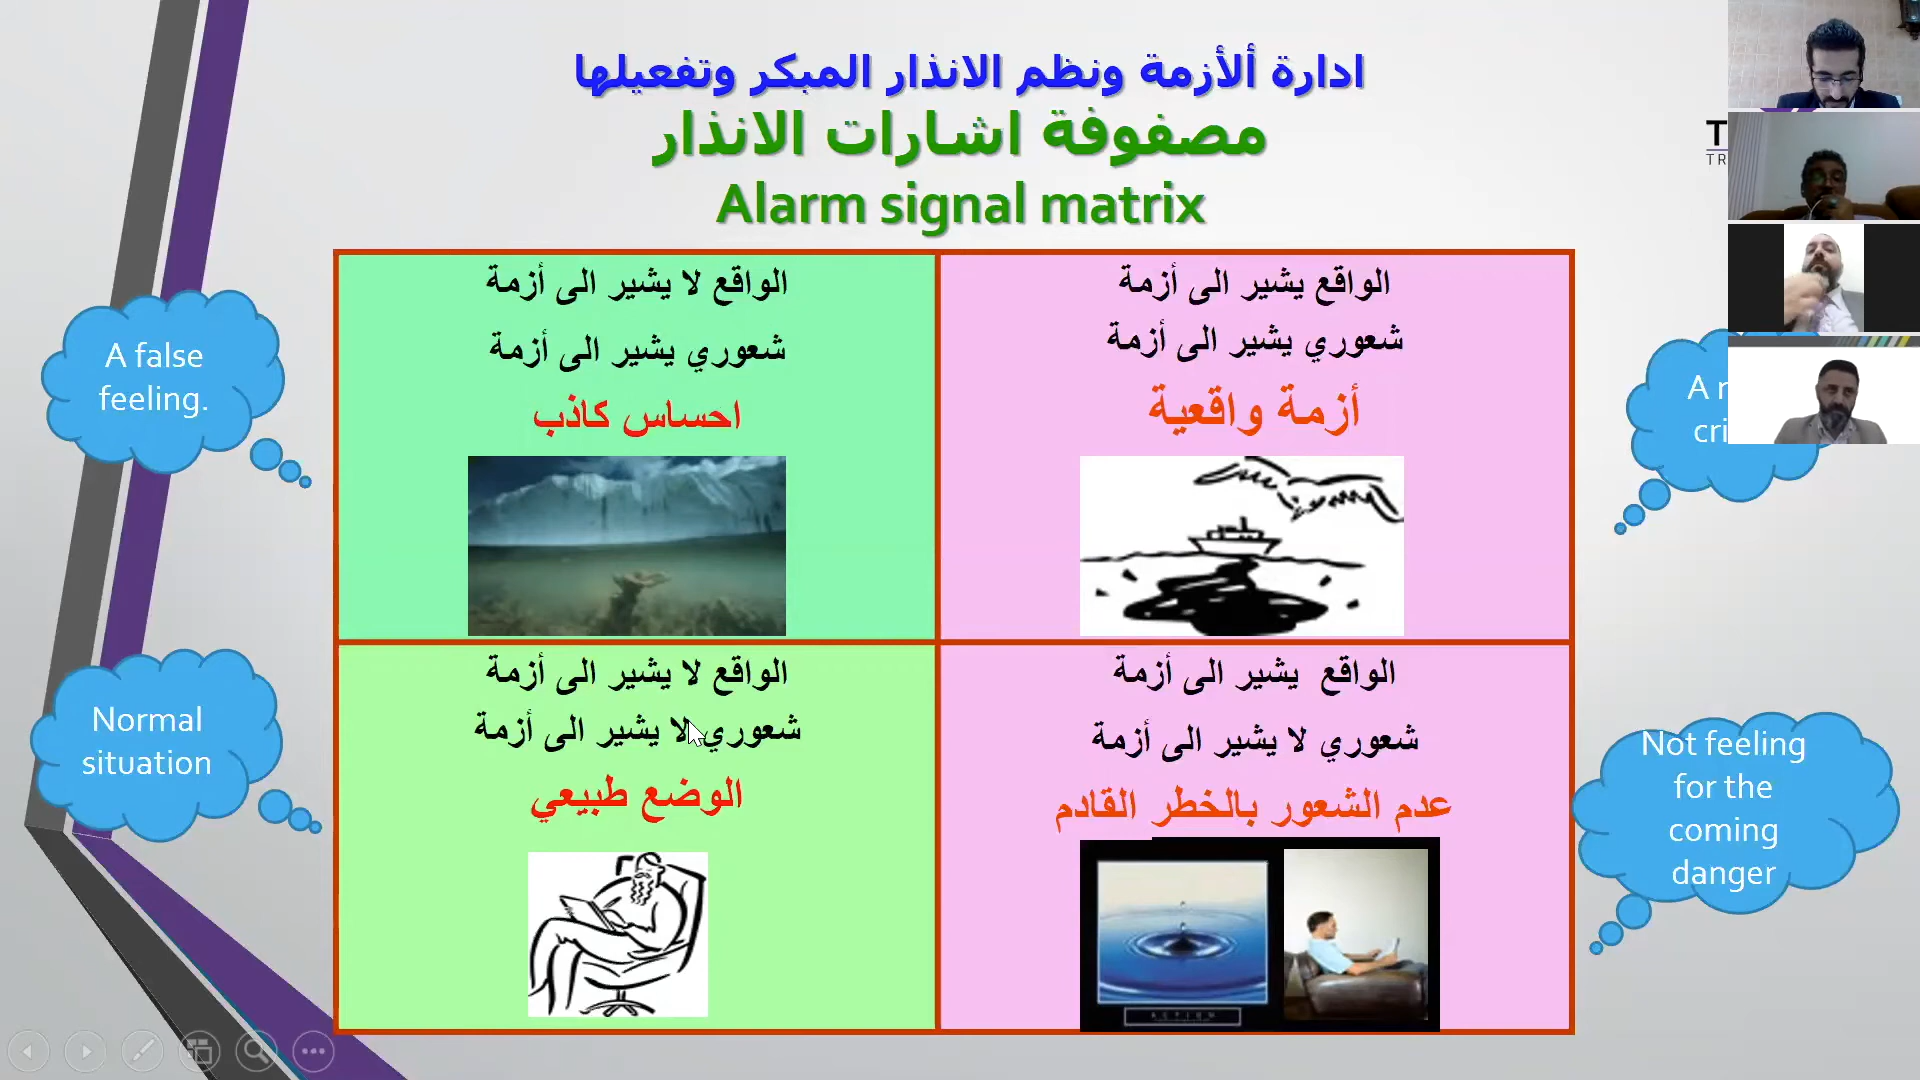 ادارة ألأزمة ونظم الانذار المبكر وتفعيلها
مصفوفة اشارات الانذار
Alarm signal matrix
الواقع يشير الى أزمة
شعوري يشير الى أزمة
أزمة واقعية
الواقع لا يشير الى أزمة
شعوري يشير الى أزمة
احساس كاذب
A false
feeling.
الواقع يشير الى أزمة
شعوري لا يشير الى أزمة
عدم الشعور بالخطر القادم
Not feeling
for the
coming
danger
الواقع لا يشير الى أزمة
شعوري لا يشير الى أزمة
الوضع طبيعي
Normal
situation